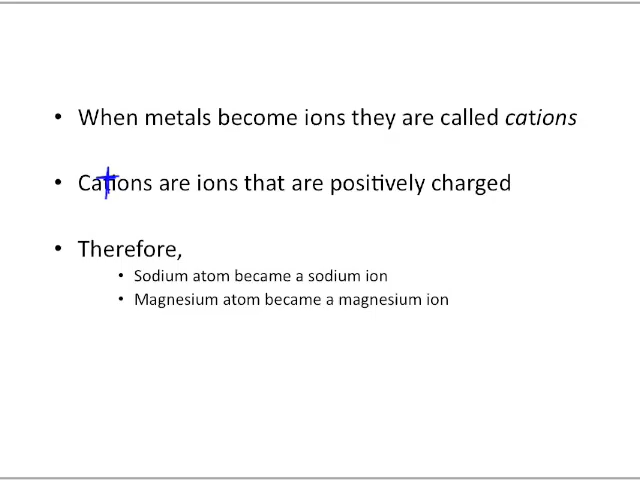 • When metals become ions they are called cations
• Cations are ions that are positively charged
• Therefore,
• Sodium atom became a sodium ion
• Magnesium atom became a magnesium ion